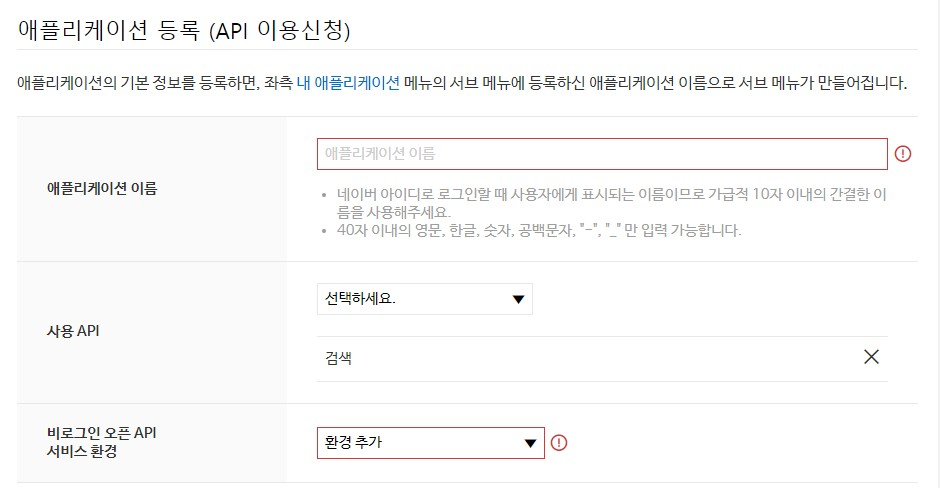 애플리케이션 등록 (API 이용신청)
애플리케이션의 기본 정보를 등록하면, 좌측 내 애플리케이션 메뉴의 서브 메뉴에 등록하신 애플리케이션 이름으로 서브 메뉴가 만들어집니다.
애플리케이션 이름
애플리케이션 이름
• 네이버 아이디로 로그인할 때 사용자에게 표시되는 이름이므로 가급적 10자 이내의 간결한 이
름을 사용해주세요.
• 40자 이내의 영문, 한글, 숫자, 공백문자, "-", "_" 만 입력 가능합니다.
사용 API
선택하세요.
검색
비로그인 오픈 API
서비스 환경
환경 추가